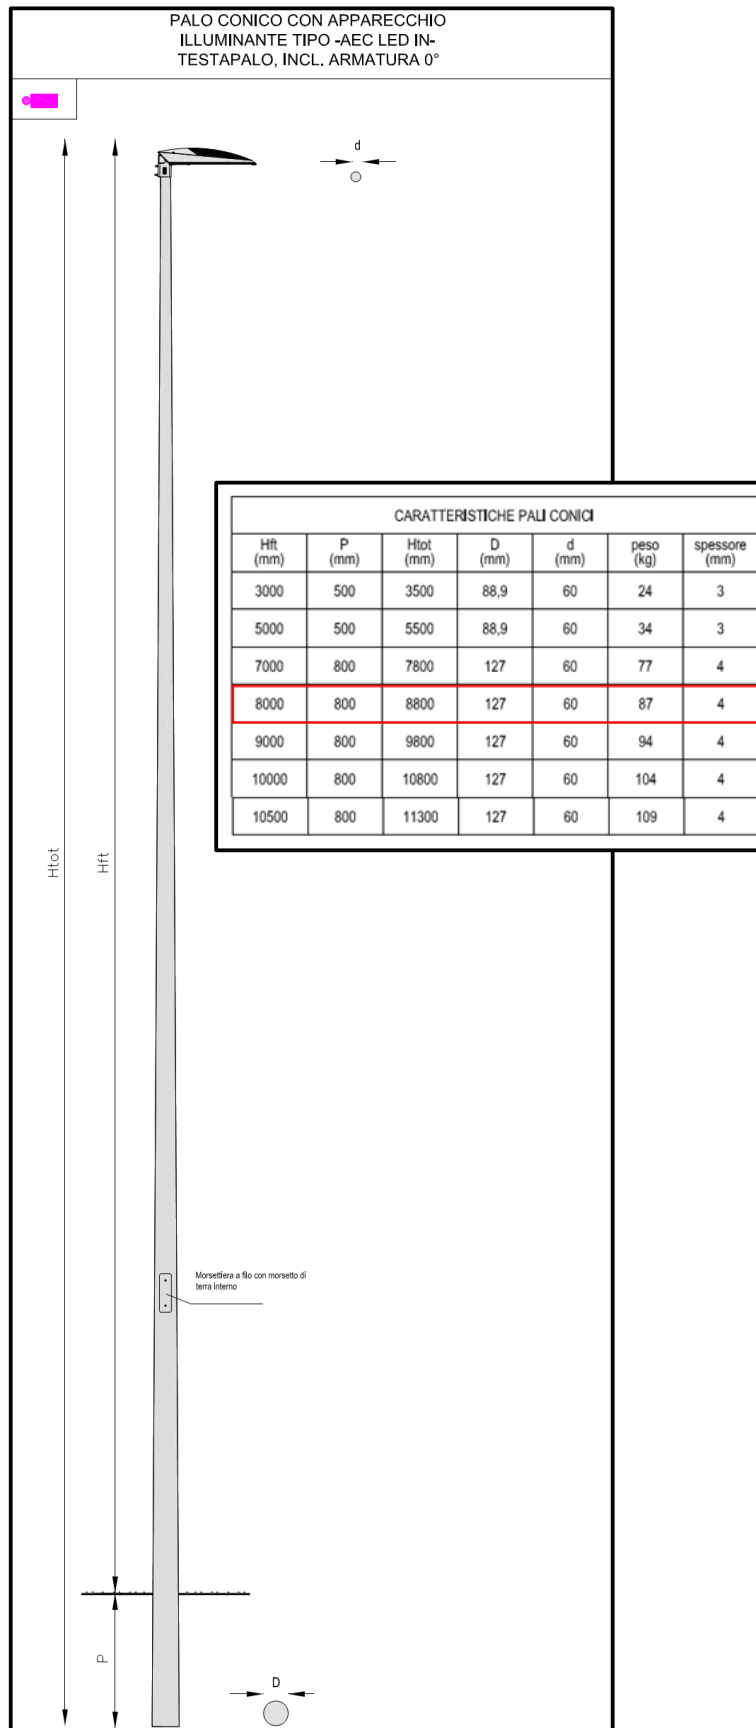 PALO CONICO CON APPARECCHIO
ILLUMINANTE TIPO -AEC LED IN-
TESTAPALO, INCL. ARMATURA 0°
d
CARATTERISTICHE PALI CONICI
Hft (mm) P (mm) Htot (mm) D (mm) d (mm) peso (kg) spessore (mm)
3000 500 3500 88,9 60 24 3
5000 500 5500 88,9 60 34 3
7000 800 7800 127 60 77 4
8000 800 8800 127 60 87 4
9000 800 9800 127 60 94 4
10000 800 10800 127 60 104 4
10500 800 11300 127 60 109 4
Htot
Hft
Morsettiera a filo con morsetto di
terra interno
P
D